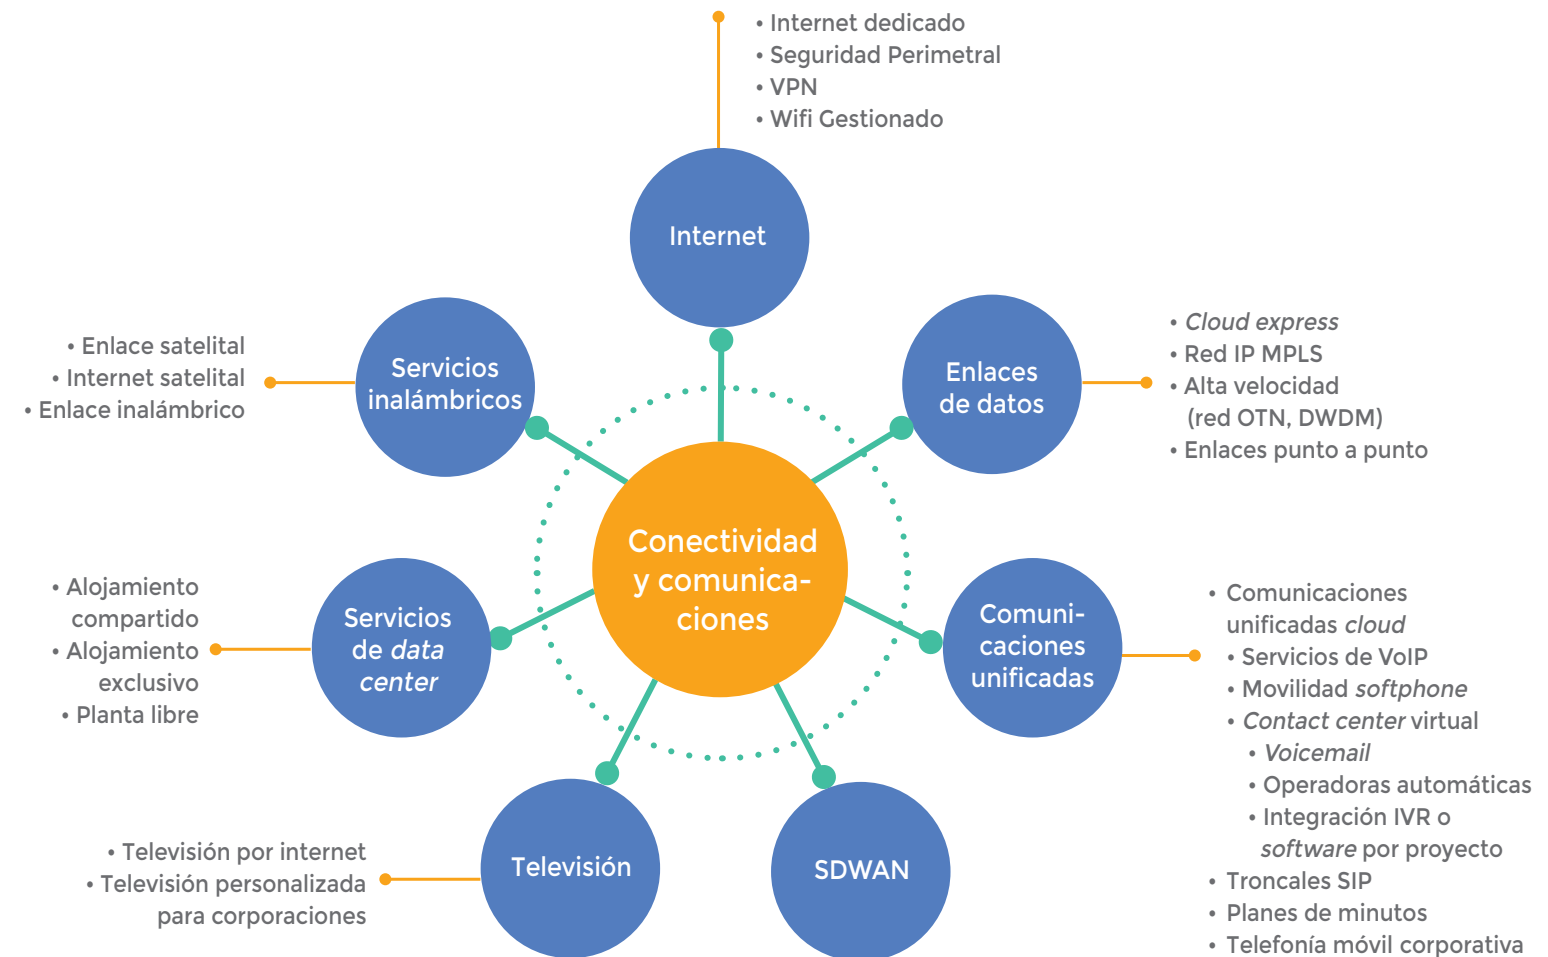 • Internet dedicado
• Seguridad Perimetral
• VPN
• Wifi Gestionado
Internet
• Enlace satelital
• Internet satelital
• Enlace inalámbrico
Servicios
inalámbricos
Enlaces
de datos
• Cloud express
• Red IP MPLS
• Alta velocidad
(red OTN, DWDM)
• Enlaces punto a punto
Conectividad
y comunica-
ciones
• Alojamiento
compartido
• Alojamiento
exclusivo
• Planta libre
Servicios
de data
center
Comuni-
caciones
unificadas
• Comunicaciones
unificadas cloud
• Servicios de VoIP
• Movilidad softphone
• Contact center virtual
• Voicemail
• Operadoras automáticas
• Integración IVR o
software por proyecto
• Troncales SIP
• Planes de minutos
• Telefonía móvil corporativa
• Televisión por internet
• Televisión personalizada
para corporaciones
Televisión
SDWAN